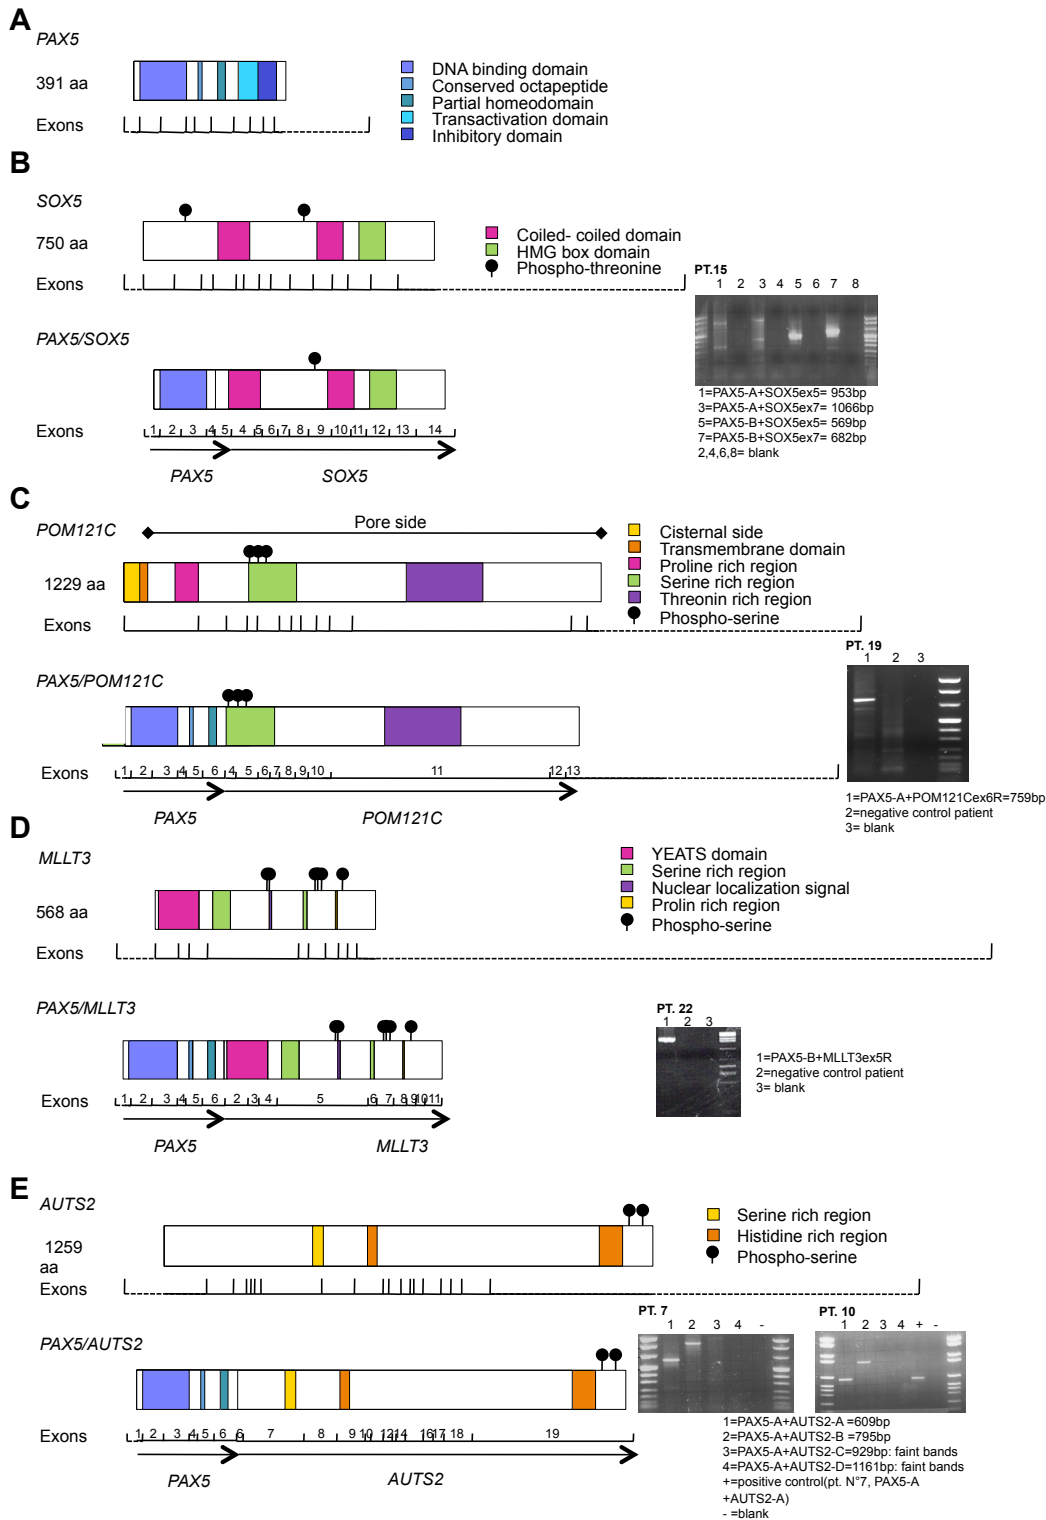 A
PAX5
391 aa
Exons
DNA binding domain
Conserved octapeptide
Partial homeodomain
Transactivation domain
Inhibitory domain
B
SOX5
750 aa
Exons
Coiled- coiled domain
HMG box domain
Phospho-threonine
PT.15
1 2 3 4 5 6 7 8
1=PAX5-A+SOX5ex5= 953bp
3=PAX5-A+SOX5ex7= 1066bp
5=PAX5-B+SOX5ex5= 569bp
7=PAX5-B+SOX5ex7= 682bp
2,4,6,8= blank
PAX5/SOX5
Exons
1 2 3 4 5 4 5 6 7 8 9 10 11 12 13 14
PAX5 SOX5
C
POM121C
Pore side
1229 aa
Exons
Cisternal side
Transmembrane domain
Proline rich region
Serine rich region
Threonin rich region
Phospho-serine
PT. 19
1 2 3
1=PAX5-A+POM121Cex6R=759bp
2=negative control patient
3= blank
PAX5/POM121C
Exons
1 2 3 4 5 6 4 5 6 7 8 9 10 11 12 13
PAX5 POM121C
D
MLLT3
568 aa
Exons
YEATS domain
Serine rich region
Nuclear localization signal
Prolin rich region
Phospho-serine
PAX5/MLLT3
Exons
1 2 3 4 5 6 2 3 4 5 6 7 8 9 10 11
PAX5 MLLT3
PT. 22
1 2 3
1=PAX5-B+MLLT3ex5R
2=negative control patient
3= blank
E
AUTS2
1259
aa
Exons
Serine rich region
Histidine rich region
Phospho-serine
PAX5/AUTS2
Exons
1 2 3 4 5 6 6 7 8 9 10 12 14 16 17 18 19
PAX5 AUTS2
PT. 7
1 2 3 4 -
PT. 10
1 2 3 4 + -
1=PAX5-A+AUTS2-A =609bp
2=PAX5-A+AUTS2-B =795bp
3=PAX5-A+AUTS2-C=929bp: faint bands
4=PAX5-A+AUTS2-D=1161bp: faint bands
+=positive control(pt. N°7, PAX5-A
+AUTS2-A)
- =blank